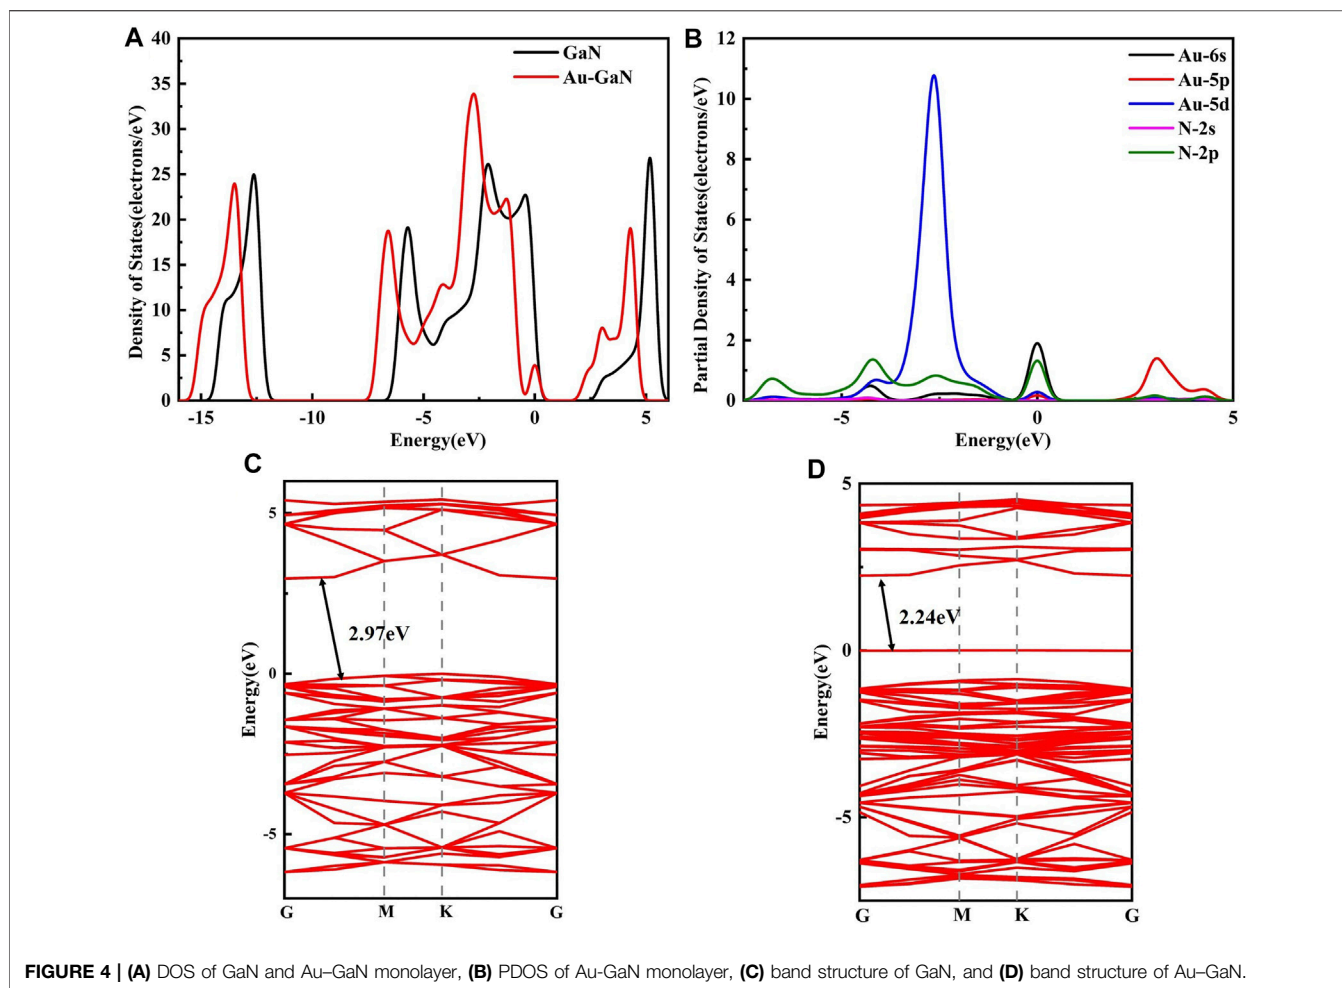 A
40
35
30
25
20
15
10
5
0
Density of States(electrons/eV)
GaN
Au-GaN
-15
-10
-5
0
5
Energy(eV)
B
12
10
8
6
4
2
0
Partial Density of States(electrons/eV)
Au-6s
Au-5p
Au-5d
N-2s
N-2p
-5
0
5
Energy(eV)
C
5
0
-5
Energy(eV)
2.97eV
G
M
K
G
D
5
0
-5
Energy(eV)
2.24eV
G
M
K
G
FIGURE 4 | (A) DOS of GaN and Au–GaN monolayer, (B) PDOS of Au-GaN monolayer, (C) band structure of GaN, and (D) band structure of Au–GaN.